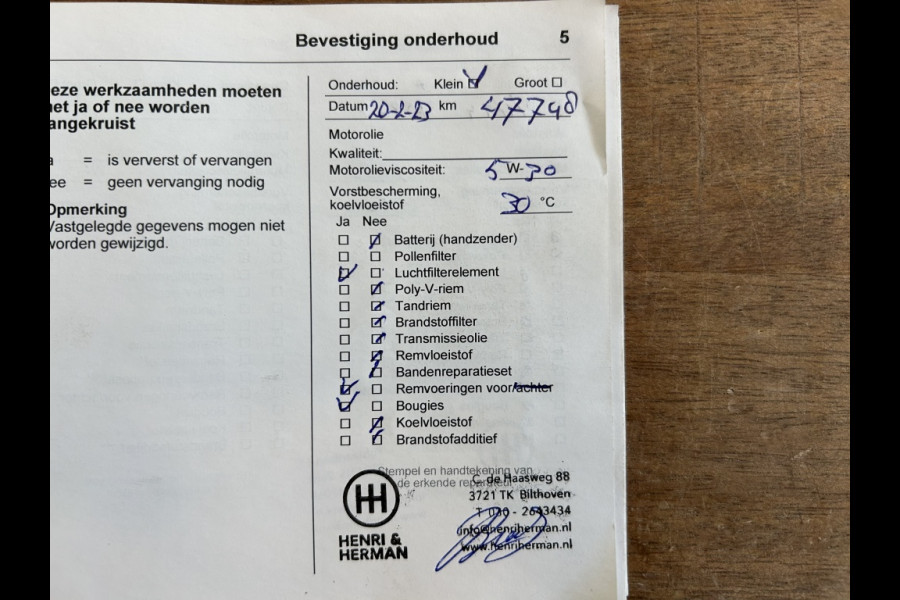 Bevestiging onderhoud 5
eze werkzaamheden moeten
et ja of nee worden
angekruist
a = is ververst of vervangen
ee = geen vervanging nodig
Opmerking
Vastgelegde gegevens mogen niet
worden gewijzigd.
Onderhoud: Klein Groot
Datum 20-2-23 km 47748
Motorolie
Kwaliteit:
Motorolieviscositeit: 5 W-30
Vorstbescherming,
koelvloeistof 30 °C
Ja Nee
Batterij (handzender)
Pollenfilter
Luchtfilterelement
Poly-V-riem
Tandriem
Brandstoffilter
Transmissieolie
Remvloeistof
Bandenreparatieset
Remvoeringen voor/achter
Bougies
Koelvloeistof
Brandstofadditief
Stempel en handtekening van
de erkende reparateur
HENRI &
HERMAN
C. de Haasweg 88
3721 TK Bilthoven
T 030 - 2643434
info@henriherman.nl
www.henriherman.nl